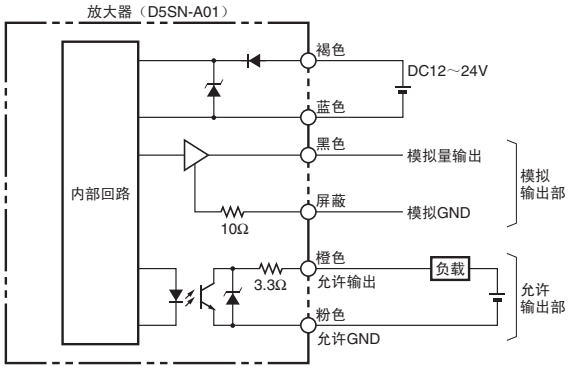 放大器（D5SN-A01）
褐色
DC12～24V
蓝色
黑色
模拟量输出
模拟
输出部
内部回路
屏蔽
模拟GND
10Ω
橙色
允许输出
负载
3.3Ω
允许
输出部
粉色
允许GND